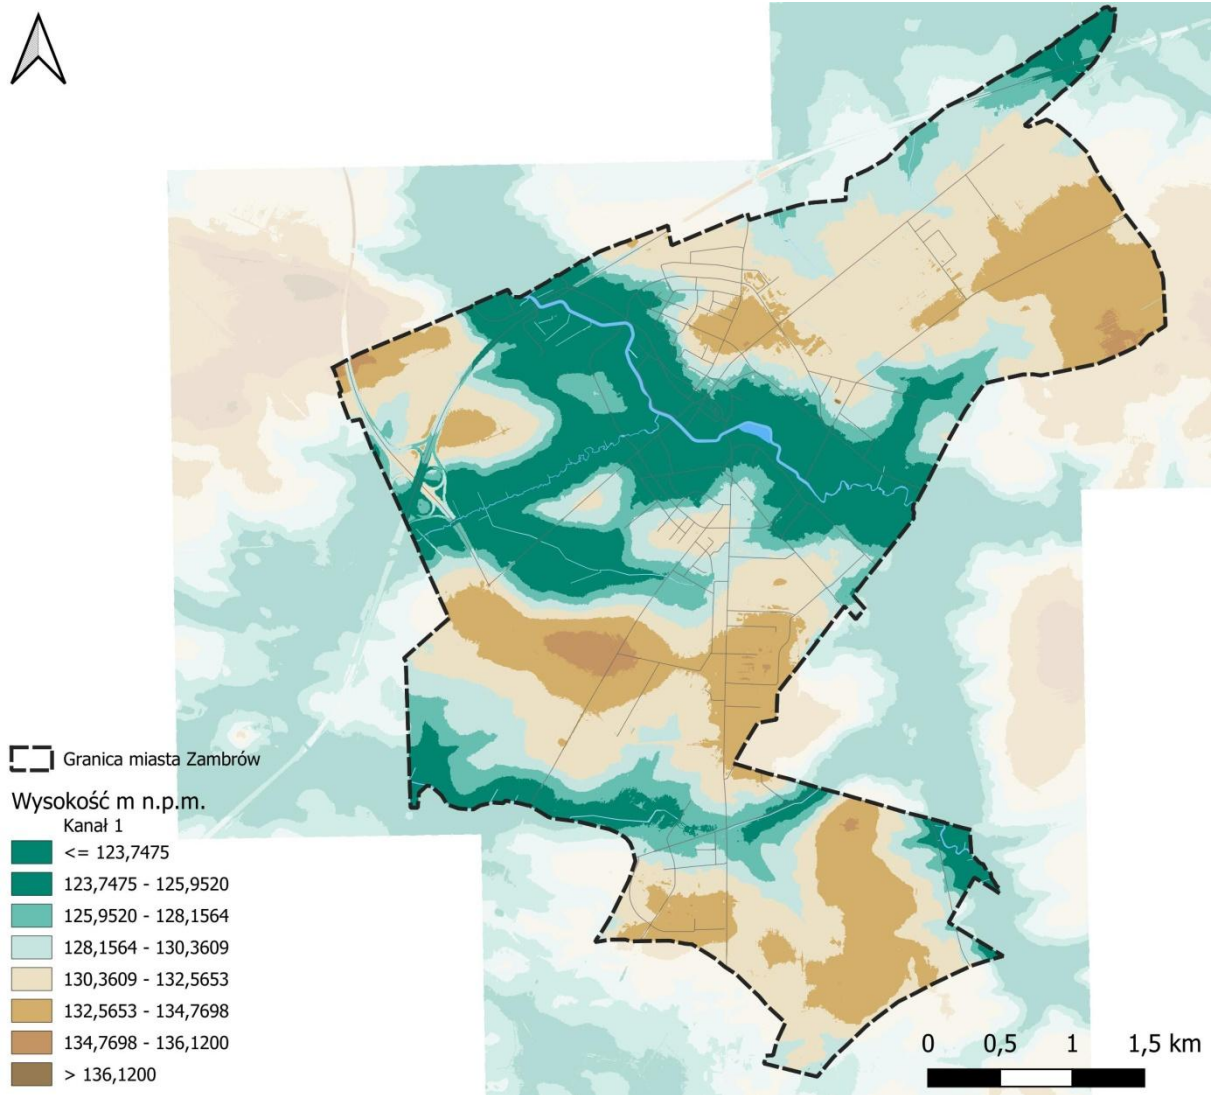 Granica miasta Zambrów
Wysokość m n.p.m.
Kanał 1
<= 123,7475
123,7475 - 125,9520
125,9520 - 128,1564
128,1564 - 130,3609
130,3609 - 132,5653
132,5653 - 134,7698
134,7698 - 136,1200
> 136,1200
0 0,5 1 1,5 km